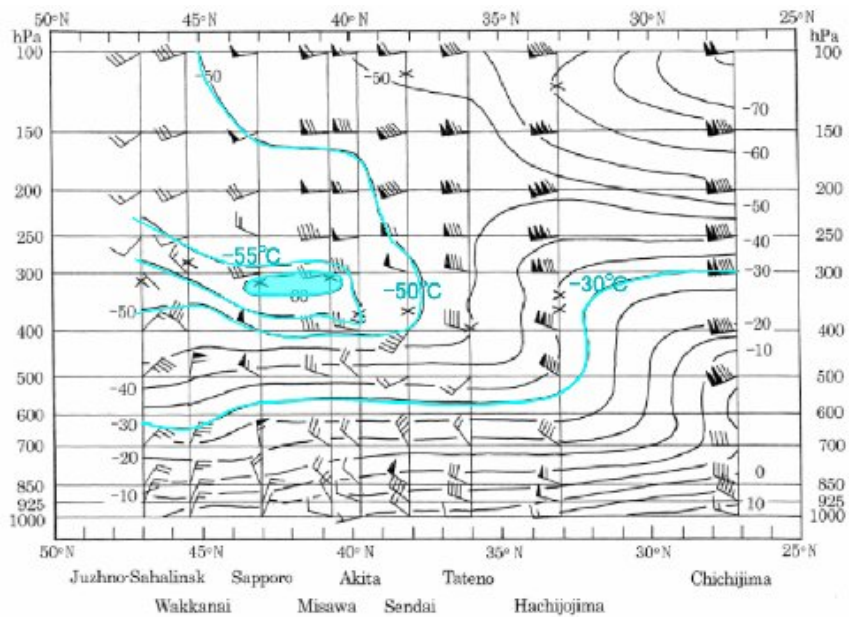 50°N 45°N 40°N 35°N 30°N 25°N
hPa hPa
100 100
-50 -50
-70
150 150
-60
200 200
-50
250 250
-40
-55°C
300 -50°C -30°C -30 300
-50
400 -20 400
-10
500 500
-40
600 600
-30
700 700
-20
850 0 850
-10
925 10 925
1000 1000
50°N 45°N 40°N 35°N 30°N 25°N
Juzhno-Sahalinsk Sapporo Akita Tateno Chichijima
Wakkanai Misawa Sendai Hachijojima